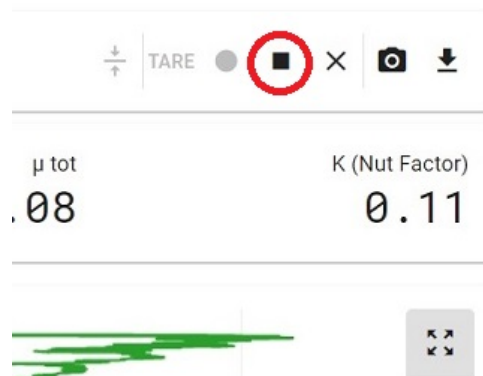 TARE
µ tot K (Nut Factor)
.08 0.11